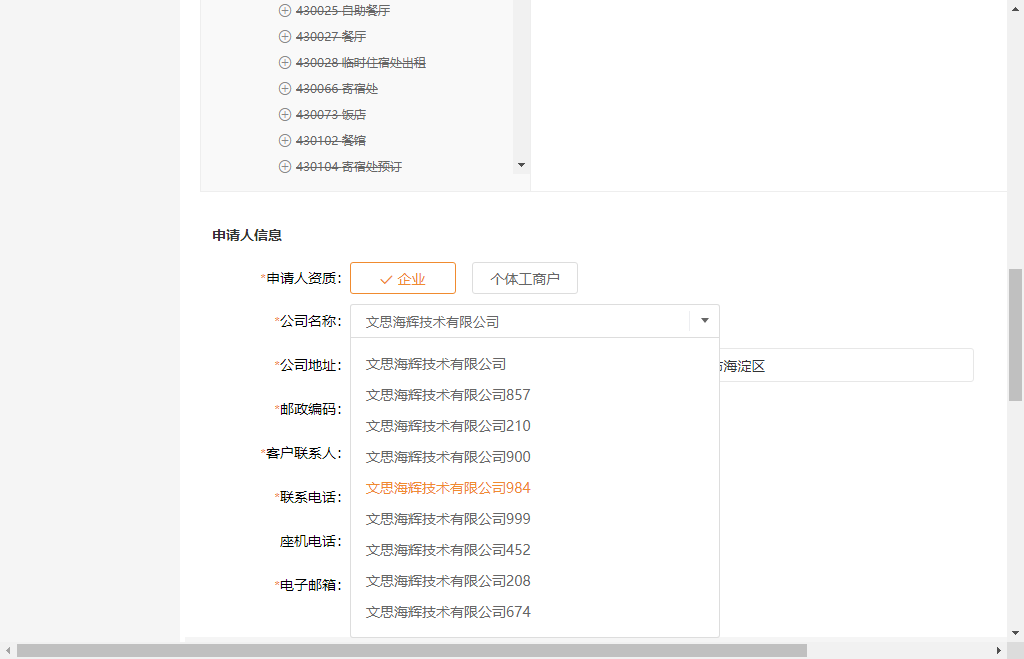 430025 自助餐厅
430027 餐厅
430028 临时住宿处出租
430066 寄宿处
430073 饭店
430102 餐馆
430104 寄宿处预订
申请人信息
*申请人资质： 企业 个体工商户
*公司名称： 文思海辉技术有限公司
*公司地址： 市海淀区
文思海辉技术有限公司
文思海辉技术有限公司857
*邮政编码：
文思海辉技术有限公司210
*客户联系人：
文思海辉技术有限公司900
文思海辉技术有限公司984
*联系电话：
文思海辉技术有限公司999
座机电话：
文思海辉技术有限公司452
*电子邮箱：
文思海辉技术有限公司208
文思海辉技术有限公司674